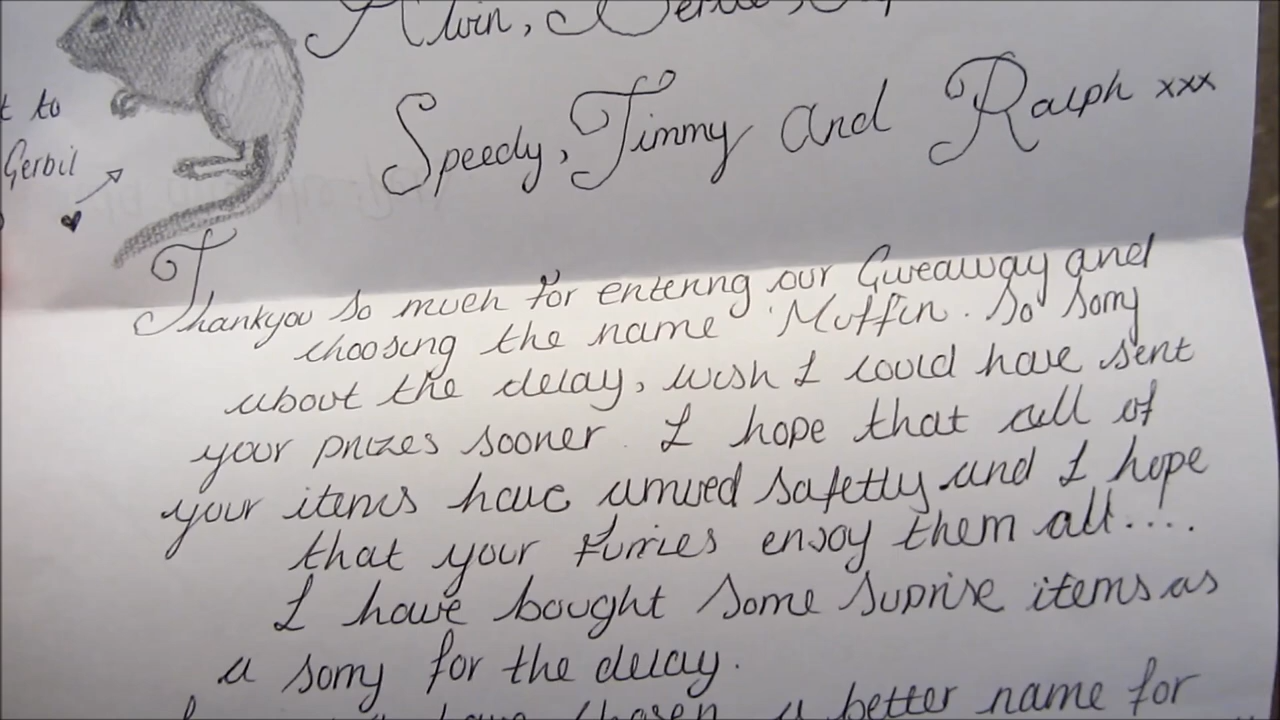 Alvin,
Speedy, Timmy and Ralph xxx
t to
Gerbil
Thankyou so much for entering our Giveaway and
choosing the name 'Muffin. So sorry
about the delay, wish I could have sent
your prizes sooner. I hope that all of
your items have arrived safetly and I hope
that your Furries enjoy them all....
I have bought some suprise items as
a sorry for the delay.
have chosen a better name for